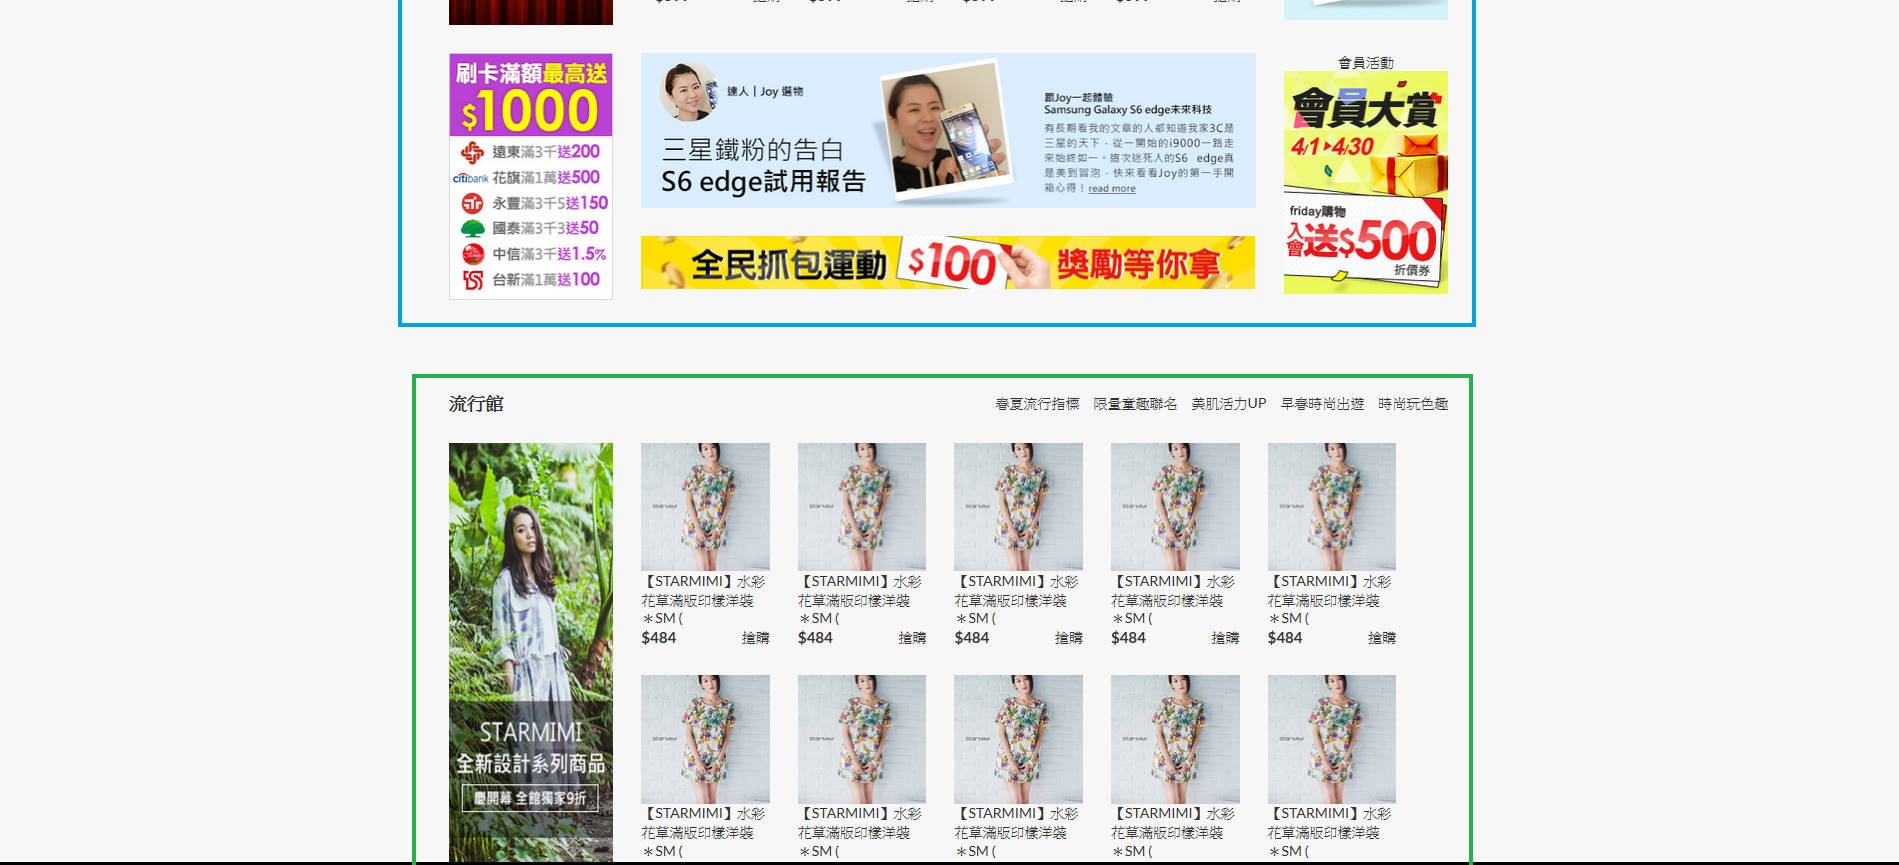 刷卡滿額最高送
$1000
遠東滿3千送200
citibank 花旗滿1萬送500
永豐滿3千5送150
國泰滿3千3送50
中信滿3千送1.5%
台新滿1萬送100
達人 | Joy 選物
三星鐵粉的告白
S6 edge試用報告
跟Joy一起體驗
Samsung Galaxy S6 edge未來科技
有長期看我的文章的人都知道我家3C是
三星的天下，從一開始的i9000一路走
來始終如一。這次迷死人的S6 edge真
是美到冒泡，快來看看Joy的第一手開
箱心得！read more
全民抓包運動 $100 獎勵等你拿
會員活動
會員大賞
4/1▸4/30
friday購物
入會送$500
折價券
流行館
春夏流行指標 限量童趣聯名 美肌活力UP 早春時尚出遊 時尚玩色趣
STARMIMI
全新設計系列商品
慶開幕 全館獨家9折
STARMIMI STARMIMI STARMIMI STARMIMI STARMIMI
【STARMIMI】水彩 【STARMIMI】水彩 【STARMIMI】水彩 【STARMIMI】水彩 【STARMIMI】水彩
花草滿版印樣洋裝 花草滿版印樣洋裝 花草滿版印樣洋裝 花草滿版印樣洋裝 花草滿版印樣洋裝
＊SM ( ＊SM ( ＊SM ( ＊SM ( ＊SM (
$484 搶購 $484 搶購 $484 搶購 $484 搶購 $484 搶購
STARMIMI STARMIMI STARMIMI STARMIMI STARMIMI
【STARMIMI】水彩 【STARMIMI】水彩 【STARMIMI】水彩 【STARMIMI】水彩 【STARMIMI】水彩
花草滿版印樣洋裝 花草滿版印樣洋裝 花草滿版印樣洋裝 花草滿版印樣洋裝 花草滿版印樣洋裝
＊SM ( ＊SM ( ＊SM ( ＊SM ( ＊SM (